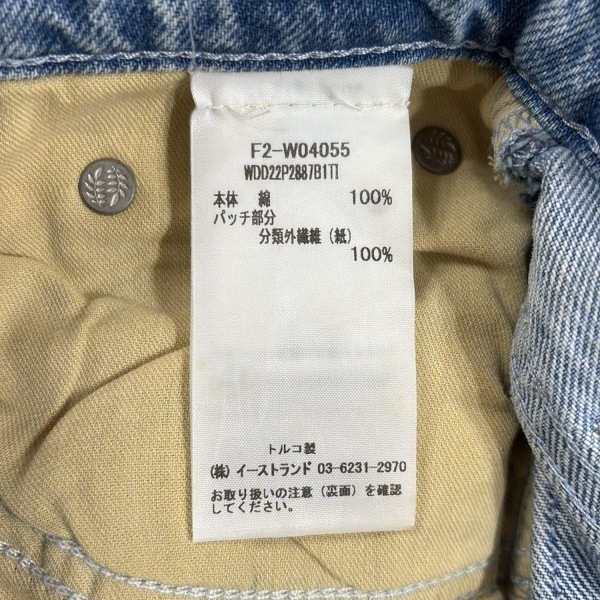 F2-W04055
WDD22P2887B1TI
本体 綿 100%
パッチ部分
分類外繊維（紙）
100%
トルコ製
（株）イーストランド 03-6231-2970
お取り扱いの注意（裏面）を確認
してください。